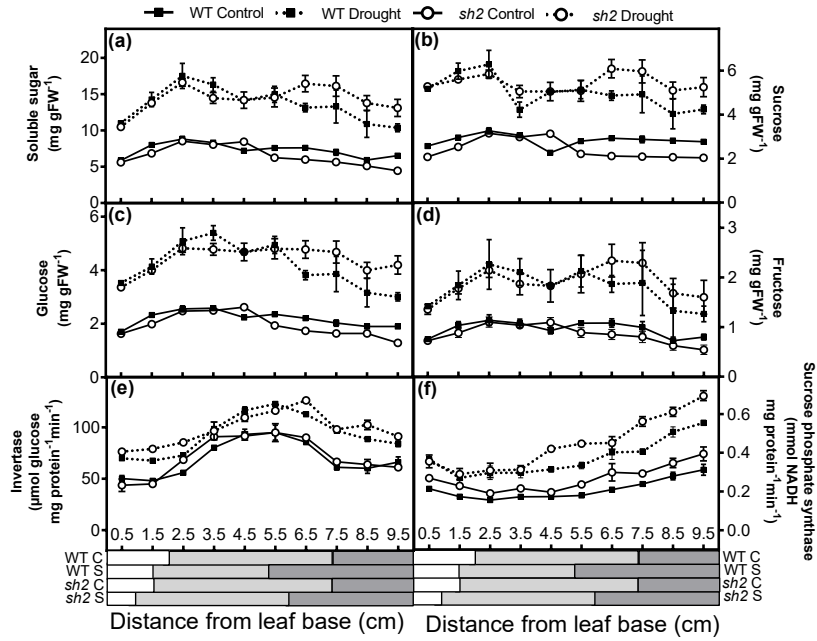 WT Control WT Drought sh2 Control sh2 Drought
(a)
Soluble sugar
(mg gFW⁻¹)
20
15
10
5
0
(b)
Sucrose
(mg gFW⁻¹)
6
4
2
0
(c)
Glucose
(mg gFW⁻¹)
6
4
2
0
(d)
Fructose
(mg gFW⁻¹)
3
2
1
0
(e)
Invertase
(µmol glucose
mg protein⁻¹min⁻¹)
100
50
0
0.5 1.5 2.5 3.5 4.5 5.5 6.5 7.5 8.5 9.5
(f)
Sucrose phosphate synthase
(mmol NADH
mg protein⁻¹min⁻¹)
0.6
0.4
0.2
0.0
0.5 1.5 2.5 3.5 4.5 5.5 6.5 7.5 8.5 9.5
WT C
WT S
sh2 C
sh2 S
WT C
WT S
sh2 C
sh2 S
Distance from leaf base (cm)
Distance from leaf base (cm)